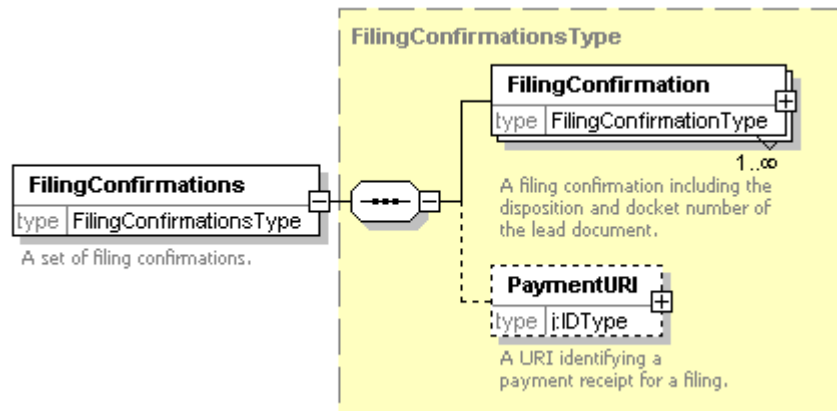 FilingConfirmationsType
FilingConfirmation
type FilingConfirmationType
1..∞
A filing confirmation including the
disposition and docket number of
the lead document.
FilingConfirmations
type FilingConfirmationsType
A set of filing confirmations.
PaymentURI
type j:IDType
A URI identifying a
payment receipt for a filing.